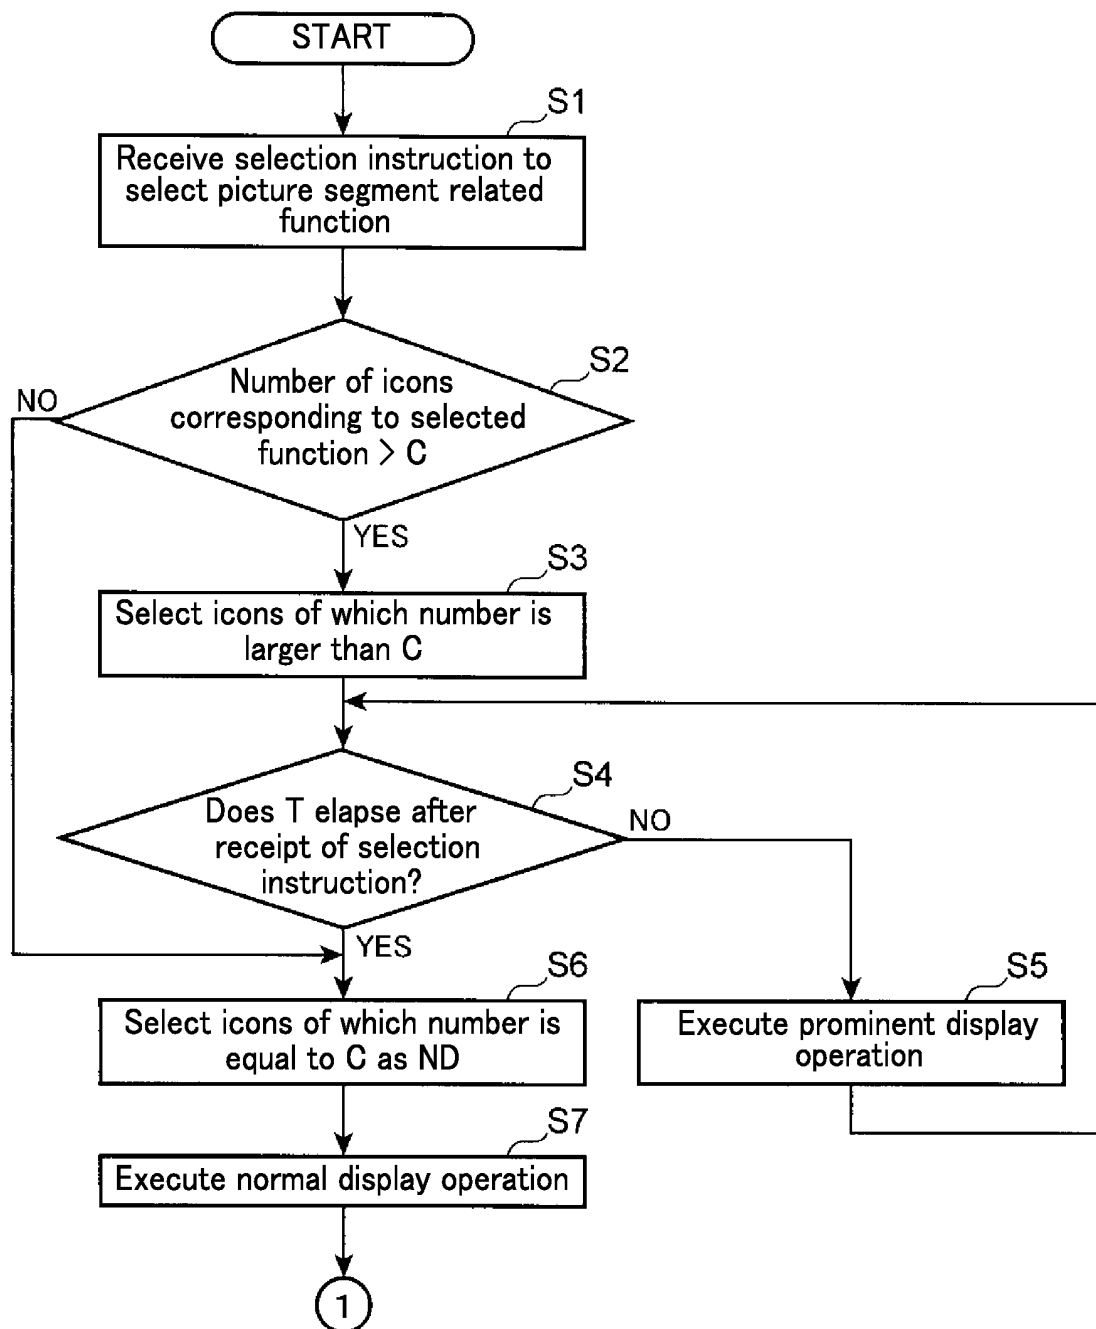 START
S1
Receive selection instruction to
select picture segment related
function
S2
Number of icons
corresponding to selected
function > C
NO
YES
S3
Select icons of which number is
larger than C
S4
Does T elapse after
receipt of selection
instruction?
NO
YES
S6
Select icons of which number is
equal to C as ND
S5
Execute prominent display
operation
S7
Execute normal display operation
1